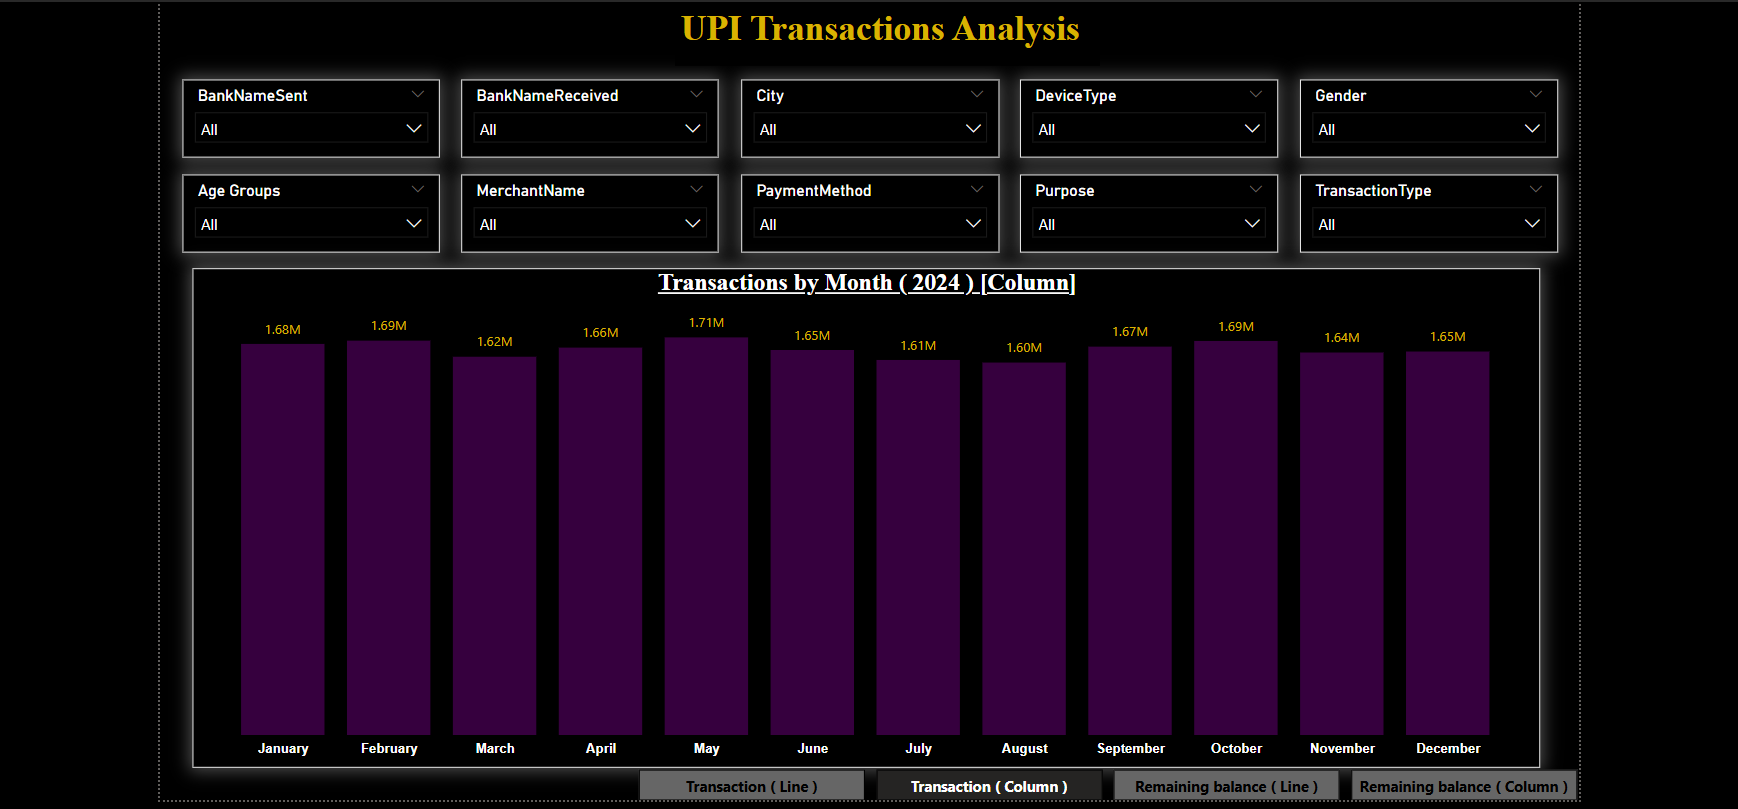 UPI Transactions Analysis
BankNameSent BankNameReceived City DeviceType Gender
All All All All All
Age Groups MerchantName PaymentMethod Purpose TransactionType
All All All All All
Transactions by Month ( 2024 ) [Column]
1.68M 1.69M 1.62M 1.66M 1.71M 1.65M 1.61M 1.60M 1.67M 1.69M 1.64M 1.65M
January February March April May June July August September October November December
Transaction ( Line ) Transaction ( Column ) Remaining balance ( Line ) Remaining balance ( Column )